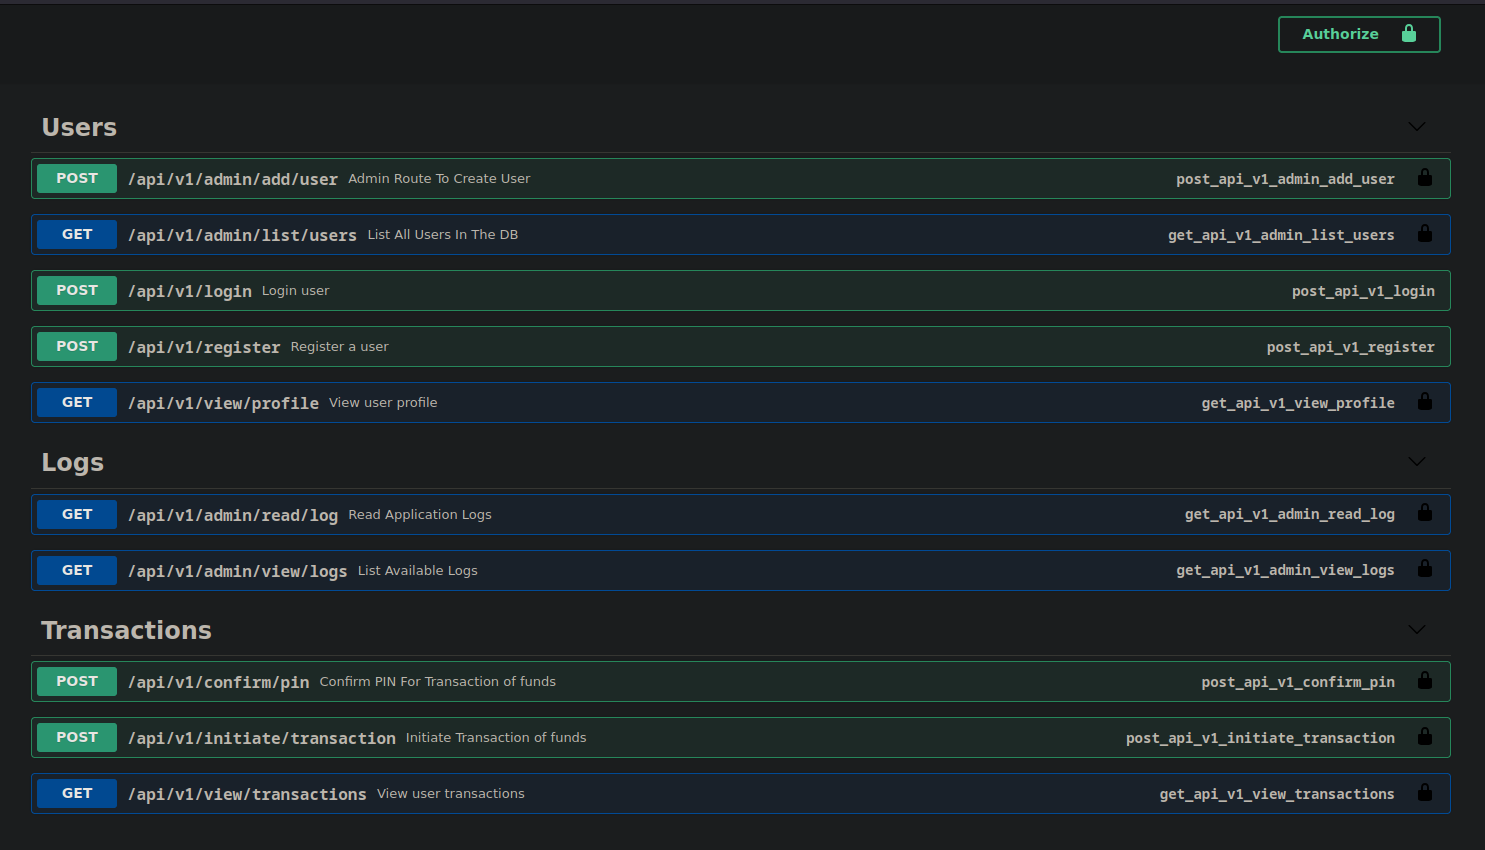 Authorize
Users
POST /api/v1/admin/add/user Admin Route To Create User post_api_v1_admin_add_user
GET /api/v1/admin/list/users List All Users In The DB get_api_v1_admin_list_users
POST /api/v1/login Login user post_api_v1_login
POST /api/v1/register Register a user post_api_v1_register
GET /api/v1/view/profile View user profile get_api_v1_view_profile
Logs
GET /api/v1/admin/read/log Read Application Logs get_api_v1_admin_read_log
GET /api/v1/admin/view/logs List Available Logs get_api_v1_admin_view_logs
Transactions
POST /api/v1/confirm/pin Confirm PIN For Transaction of funds post_api_v1_confirm_pin
POST /api/v1/initiate/transaction Initiate Transaction of funds post_api_v1_initiate_transaction
GET /api/v1/view/transactions View user transactions get_api_v1_view_transactions